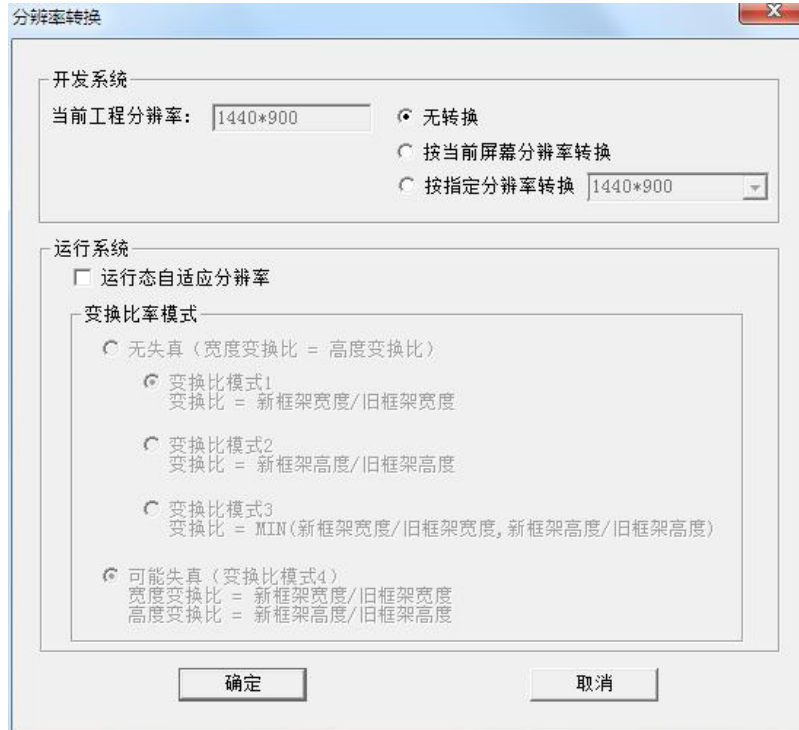 分辨率转换
开发系统
当前工程分辨率： 1440*900
无转换
按当前屏幕分辨率转换
按指定分辨率转换 1440*900
运行系统
运行态自适应分辨率
变换比率模式
无失真（宽度变换比 = 高度变换比）
变换比模式1
变换比 = 新框架宽度/旧框架宽度
变换比模式2
变换比 = 新框架高度/旧框架高度
变换比模式3
变换比 = MIN(新框架宽度/旧框架宽度,新框架高度/旧框架高度)
可能失真（变换比模式4）
宽度变换比 = 新框架宽度/旧框架宽度
高度变换比 = 新框架高度/旧框架高度
确定 取消